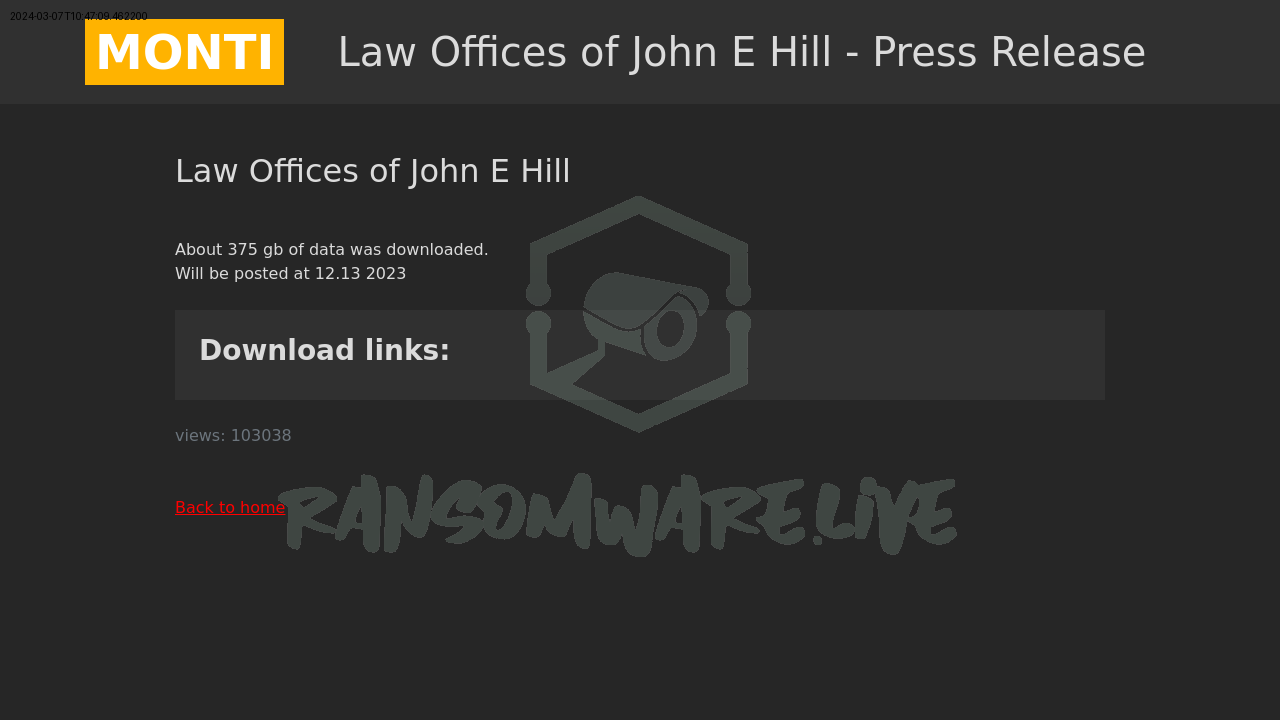 2024-03-07T10:47:09.462200
MONTI
Law Offices of John E Hill - Press Release
Law Offices of John E Hill
About 375 gb of data was downloaded.
Will be posted at 12.13 2023
Download links:
views: 103038
Back to home
RANSOMWARE.LIVE